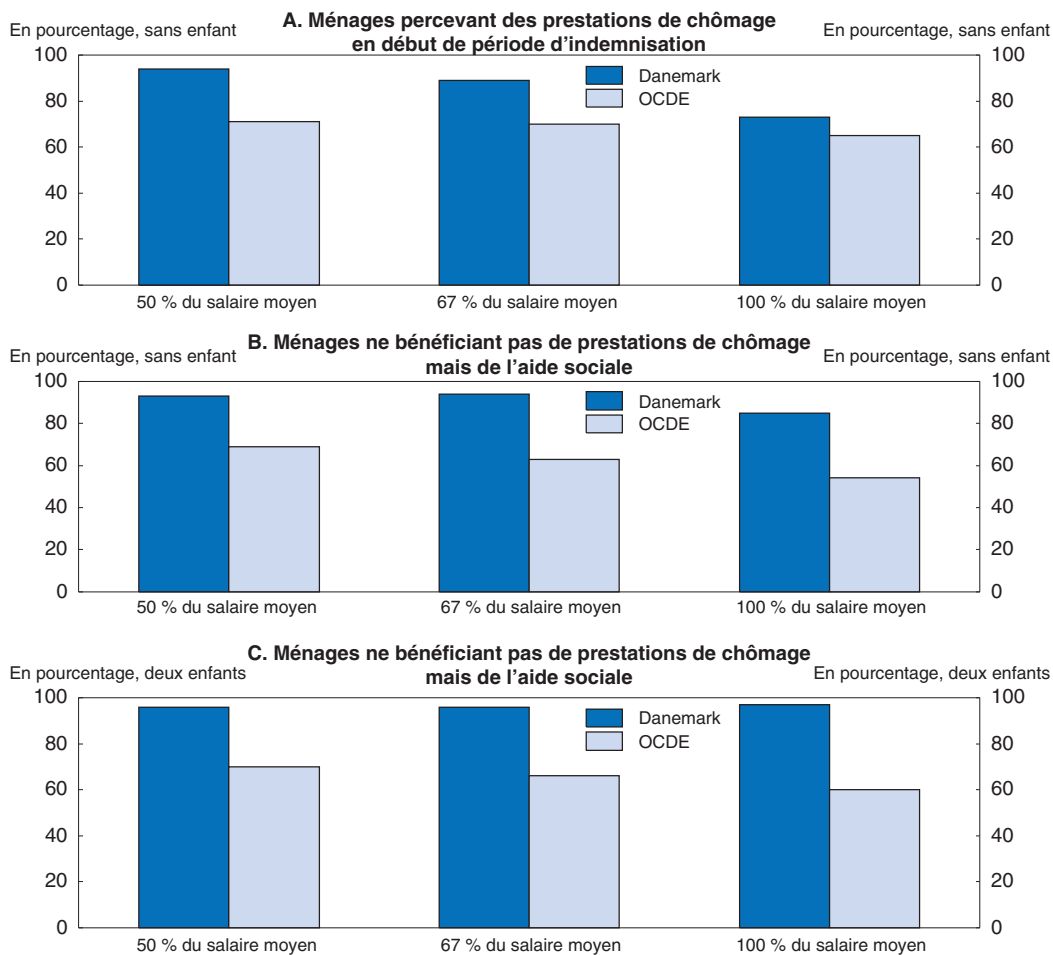 A. Ménages percevant des prestations de chômage
en début de période d'indemnisation
En pourcentage, sans enfant
En pourcentage, sans enfant
100
80
60
40
20
0
100
80
60
40
20
0
Danemark
OCDE
50 % du salaire moyen
67 % du salaire moyen
100 % du salaire moyen
B. Ménages ne bénéficiant pas de prestations de chômage
mais de l'aide sociale
En pourcentage, sans enfant
En pourcentage, sans enfant
100
80
60
40
20
0
100
80
60
40
20
0
Danemark
OCDE
50 % du salaire moyen
67 % du salaire moyen
100 % du salaire moyen
C. Ménages ne bénéficiant pas de prestations de chômage
mais de l'aide sociale
En pourcentage, deux enfants
En pourcentage, deux enfants
100
80
60
40
20
0
100
80
60
40
20
0
Danemark
OCDE
50 % du salaire moyen
67 % du salaire moyen
100 % du salaire moyen